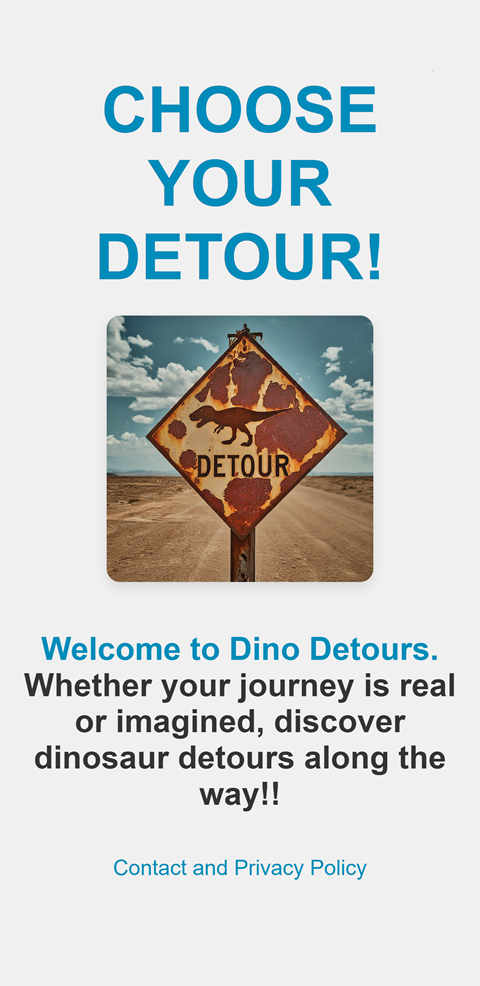 CHOOSE
YOUR
DETOUR!
DETOUR
Welcome to Dino Detours.
Whether your journey is real
or imagined, discover
dinosaur detours along the
way!!
Contact and Privacy Policy